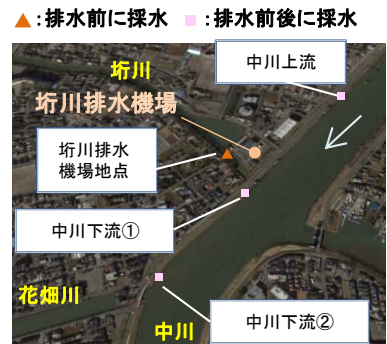 ▲:排水前に採水 ■:排水前後に採水
垳川
中川上流
垳川排水機場
垳川排水
機場地点
中川下流①
花畑川
中川下流②
中川